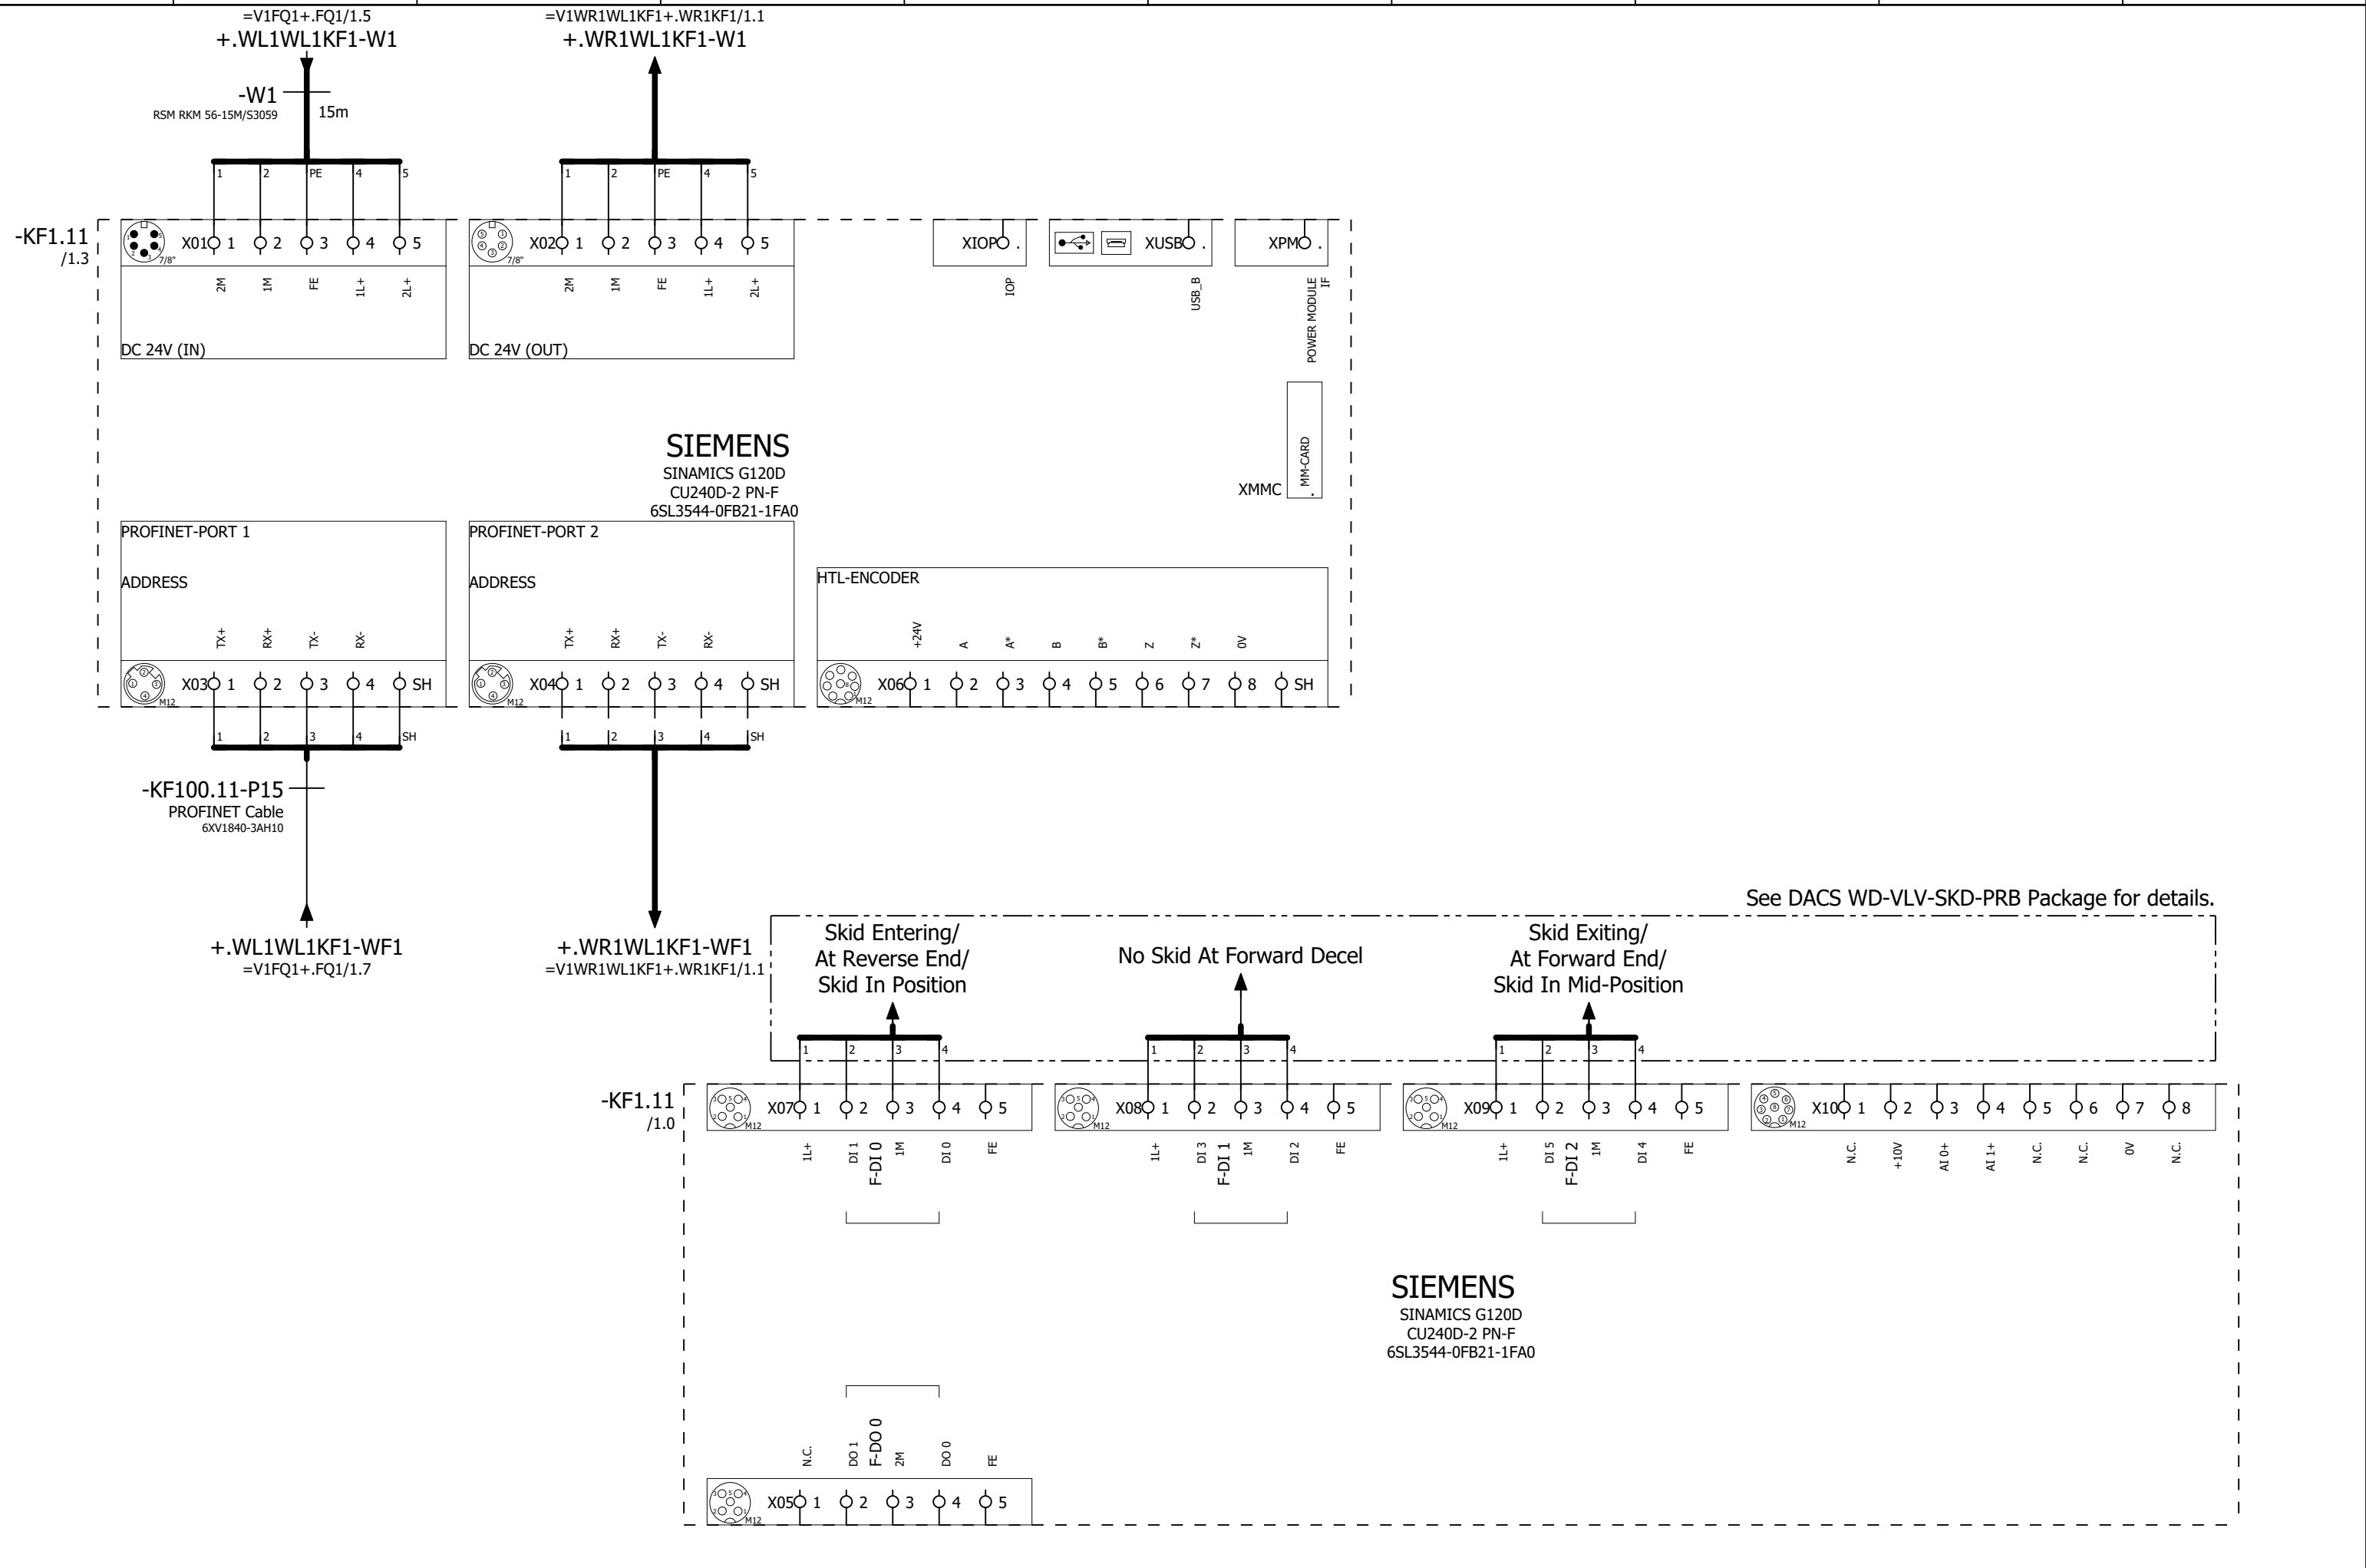 =V1FQ1+.FQ1/1.5
+.WL1WL1KF1-W1
=V1WR1WL1KF1+.WR1KF1/1.1
+.WR1WL1KF1-W1
-W1
RSM RKM 56-15M/S3059
15m
1 2 PE 4 5
1 2 PE 4 5
-KF1.11
/1.3
7/8"
X01 1 2 3 4 5
2M 1M FE 1L+ 2L+
DC 24V (IN)
7/8"
X02 1 2 3 4 5
2M 1M FE 1L+ 2L+
DC 24V (OUT)
XIOP .
IOP
XUSB .
USB_B
XPM .
POWER MODULE
IF
SIEMENS
SINAMICS G120D
CU240D-2 PN-F
6SL3544-0FB21-1FA0
XMMC
MM-CARD
.
PROFINET-PORT 1
ADDRESS
TX+ RX+ TX- RX-
M12
X03 1 2 3 4 SH
1 2 3 4 SH
PROFINET-PORT 2
ADDRESS
TX+ RX+ TX- RX-
M12
X04 1 2 3 4 SH
1 2 3 4 SH
HTL-ENCODER
+24V A A* B B* Z Z* 0V
M12
X06 1 2 3 4 5 6 7 8 SH
-KF100.11-P15
PROFINET Cable
6XV1840-3AH10
+.WL1WL1KF1-WF1
=V1FQ1+.FQ1/1.7
+.WR1WL1KF1-WF1
=V1WR1WL1KF1+.WR1KF1/1.1
See DACS WD-VLV-SKD-PRB Package for details.
Skid Entering/
At Reverse End/
Skid In Position
No Skid At Forward Decel
Skid Exiting/
At Forward End/
Skid In Mid-Position
1 2 3 4
1 2 3 4
1 2 3 4
-KF1.11
/1.0
M12
X07 1 2 3 4 5
1L+ DI 1 F-DI 0 1M DI 0 FE
M12
X08 1 2 3 4 5
1L+ DI 3 F-DI 1 1M DI 2 FE
M12
X09 1 2 3 4 5
1L+ DI 5 F-DI 2 1M DI 4 FE
M12
X10 1 2 3 4 5 6 7 8
N.C. +10V AI 0+ AI 1+ N.C. N.C. 0V N.C.
SIEMENS
SINAMICS G120D
CU240D-2 PN-F
6SL3544-0FB21-1FA0
N.C. DO 1 F-DO 0 2M DO 0 FE
M12
X05 1 2 3 4 5